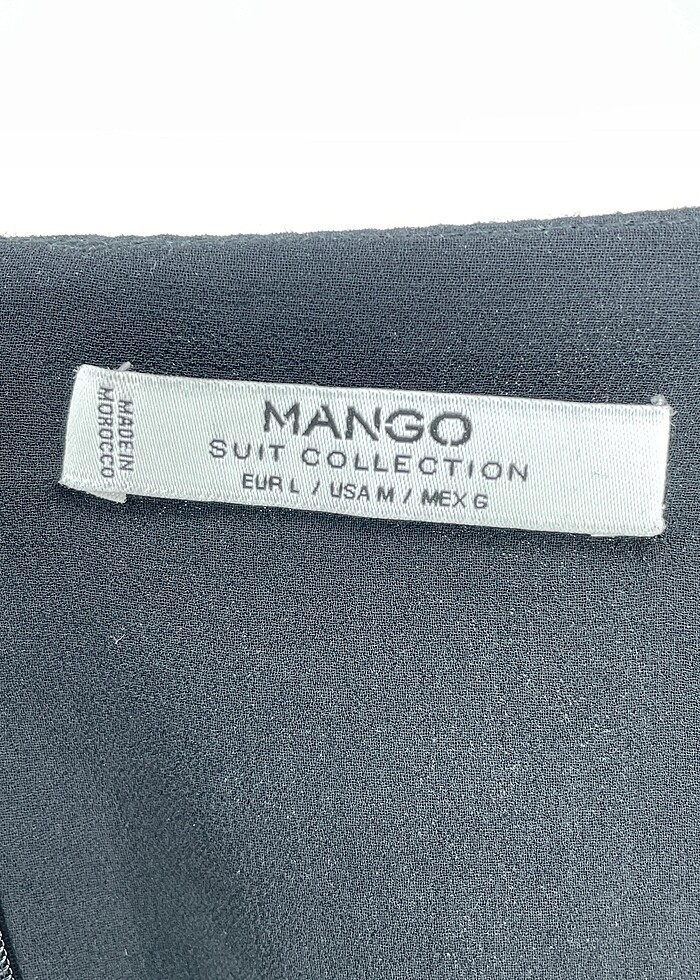 MANGO
SUIT COLLECTION
EUR L / USA M / MEX G
MADE IN
MOROCCO